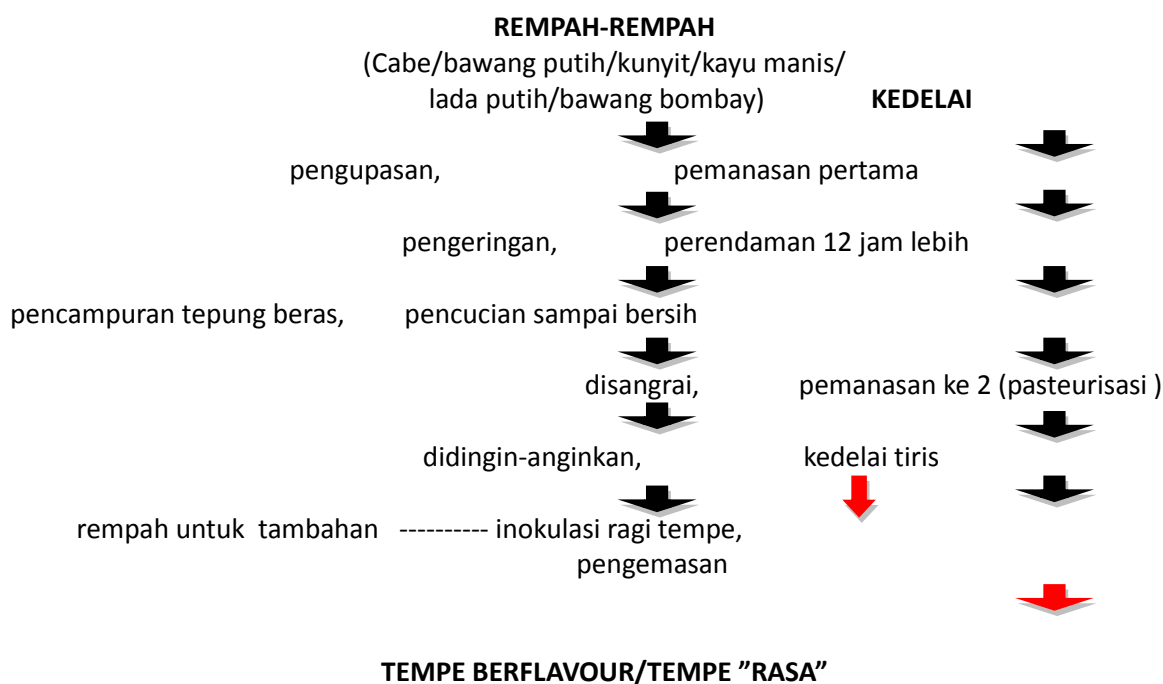 REMPAH-REMPAH
(Cabe/bawang putih/kunyit/kayu manis/
lada putih/bawang bombay) KEDELAI
pengupasan, pemanasan pertama
pengeringan, perendaman 12 jam lebih
pencampuran tepung beras, pencucian sampai bersih
disangrai, pemanasan ke 2 (pasteurisasi )
didingin-anginkan, kedelai tiris
rempah untuk tambahan ---------- inokulasi ragi tempe,
pengemasan
TEMPE BERFLAVOUR/TEMPE ”RASA”